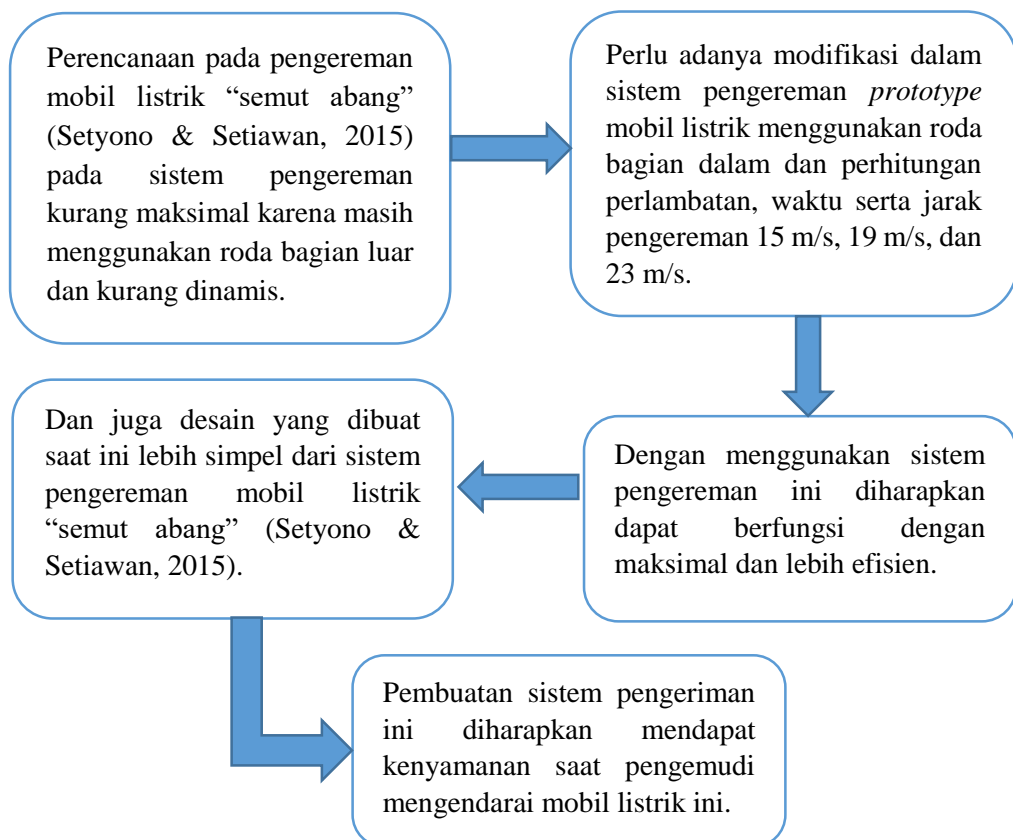 Perencanaan pada pengereman
mobil listrik “semut abang”
(Setyono & Setiawan, 2015)
pada sistem pengereman
kurang maksimal karena masih
menggunakan roda bagian luar
dan kurang dinamis.
Perlu adanya modifikasi dalam
sistem pengereman prototype
mobil listrik menggunakan roda
bagian dalam dan perhitungan
perlambatan, waktu serta jarak
pengereman 15 m/s, 19 m/s, dan
23 m/s.
Dengan menggunakan sistem
pengereman ini diharapkan
dapat berfungsi dengan
maksimal dan lebih efisien.
Dan juga desain yang dibuat
saat ini lebih simpel dari sistem
pengereman mobil listrik
“semut abang” (Setyono &
Setiawan, 2015).
Pembuatan sistem pengeriman
ini diharapkan mendapat
kenyamanan saat pengemudi
mengendarai mobil listrik ini.